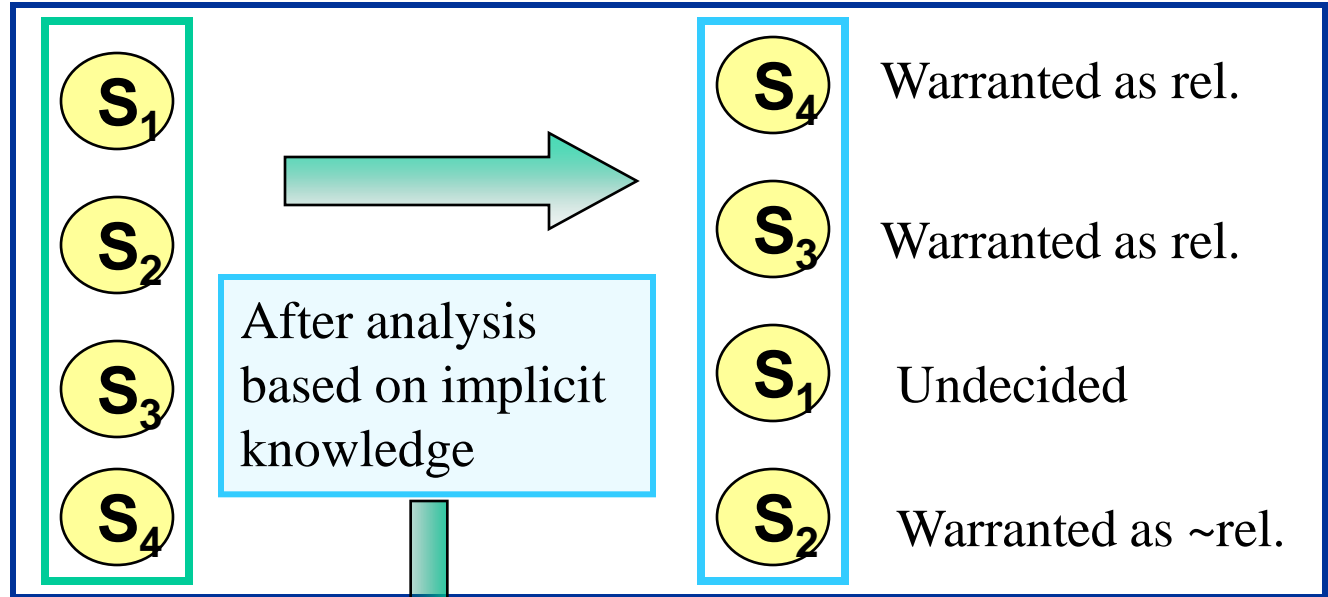 S1
S2
S3
S4
After analysis
based on implicit
knowledge
S4 Warranted as rel.
S3 Warranted as rel.
S1 Undecided
S2 Warranted as ~rel.